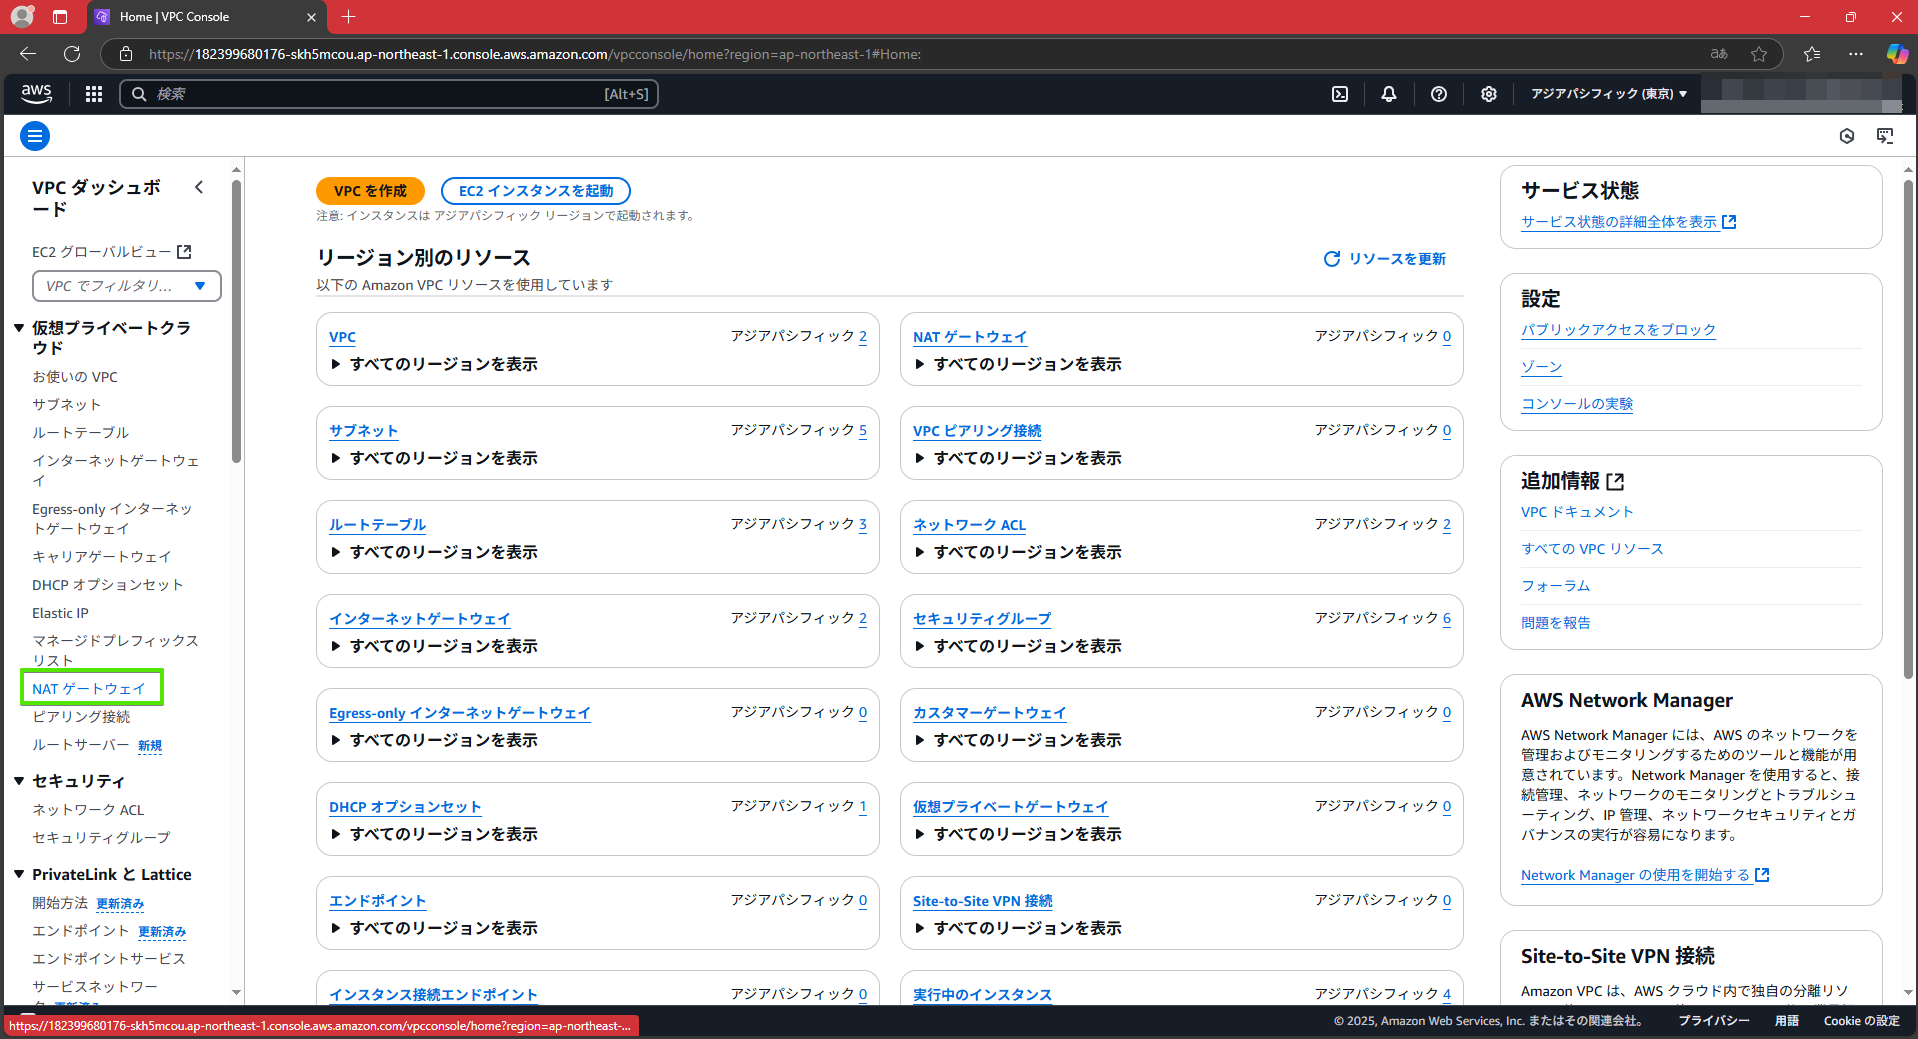 Home | VPC Console
https://182399680176-skh5mcou.ap-northeast-1.console.aws.amazon.com/vpcconsole/home?region=ap-northeast-1#Home:
aあ
aws
検索
[Alt+S]
アジアパシフィック (東京)
VPC ダッシュボ
ード
EC2 グローバルビュー
VPC でフィルタリ...
仮想プライベートクラ
ウド
お使いの VPC
サブネット
ルートテーブル
インターネットゲートウェ
イ
Egress-only インターネッ
トゲートウェイ
キャリアゲートウェイ
DHCP オプションセット
Elastic IP
マネージドプレフィックス
リスト
NAT ゲートウェイ
ピアリング接続
ルートサーバー 新規
セキュリティ
ネットワーク ACL
セキュリティグループ
PrivateLink と Lattice
開始方法 更新済み
エンドポイント 更新済み
エンドポイントサービス
サービスネットワー
ク 更新済み
VPC を作成
EC2 インスタンスを起動
注意: インスタンスは アジアパシフィック リージョンで起動されます。
リージョン別のリソース
リソースを更新
以下の Amazon VPC リソースを使用しています
VPC アジアパシフィック 2
すべてのリージョンを表示
NAT ゲートウェイ アジアパシフィック 0
すべてのリージョンを表示
サブネット アジアパシフィック 5
すべてのリージョンを表示
VPC ピアリング接続 アジアパシフィック 0
すべてのリージョンを表示
ルートテーブル アジアパシフィック 3
すべてのリージョンを表示
ネットワーク ACL アジアパシフィック 2
すべてのリージョンを表示
インターネットゲートウェイ アジアパシフィック 2
すべてのリージョンを表示
セキュリティグループ アジアパシフィック 6
すべてのリージョンを表示
Egress-only インターネットゲートウェイ アジアパシフィック 0
すべてのリージョンを表示
カスタマーゲートウェイ アジアパシフィック 0
すべてのリージョンを表示
DHCP オプションセット アジアパシフィック 1
すべてのリージョンを表示
仮想プライベートゲートウェイ アジアパシフィック 0
すべてのリージョンを表示
エンドポイント アジアパシフィック 0
すべてのリージョンを表示
Site-to-Site VPN 接続 アジアパシフィック 0
すべてのリージョンを表示
インスタンス接続エンドポイント アジアパシフィック 0
実行中のインスタンス アジアパシフィック 4
サービス状態
サービス状態の詳細全体を表示
設定
パブリックアクセスをブロック
ゾーン
コンソールの実験
追加情報
VPC ドキュメント
すべての VPC リソース
フォーラム
問題を報告
AWS Network Manager
AWS Network Manager には、AWS のネットワークを
管理およびモニタリングするためのツールと機能が用
意されています。Network Manager を使用すると、接
続管理、ネットワークのモニタリングとトラブルシュ
ーティング、IP 管理、ネットワークセキュリティとガ
バナンスの実行が容易になります。
Network Manager の使用を開始する
Site-to-Site VPN 接続
Amazon VPC は、AWS クラウド内で独自の分離リソ
https://182399680176-skh5mcou.ap-northeast-1.console.aws.amazon.com/vpcconsole/home?region=ap-northeast-...
© 2025, Amazon Web Services, Inc. またはその関連会社。
プライバシー
用語
Cookie の設定